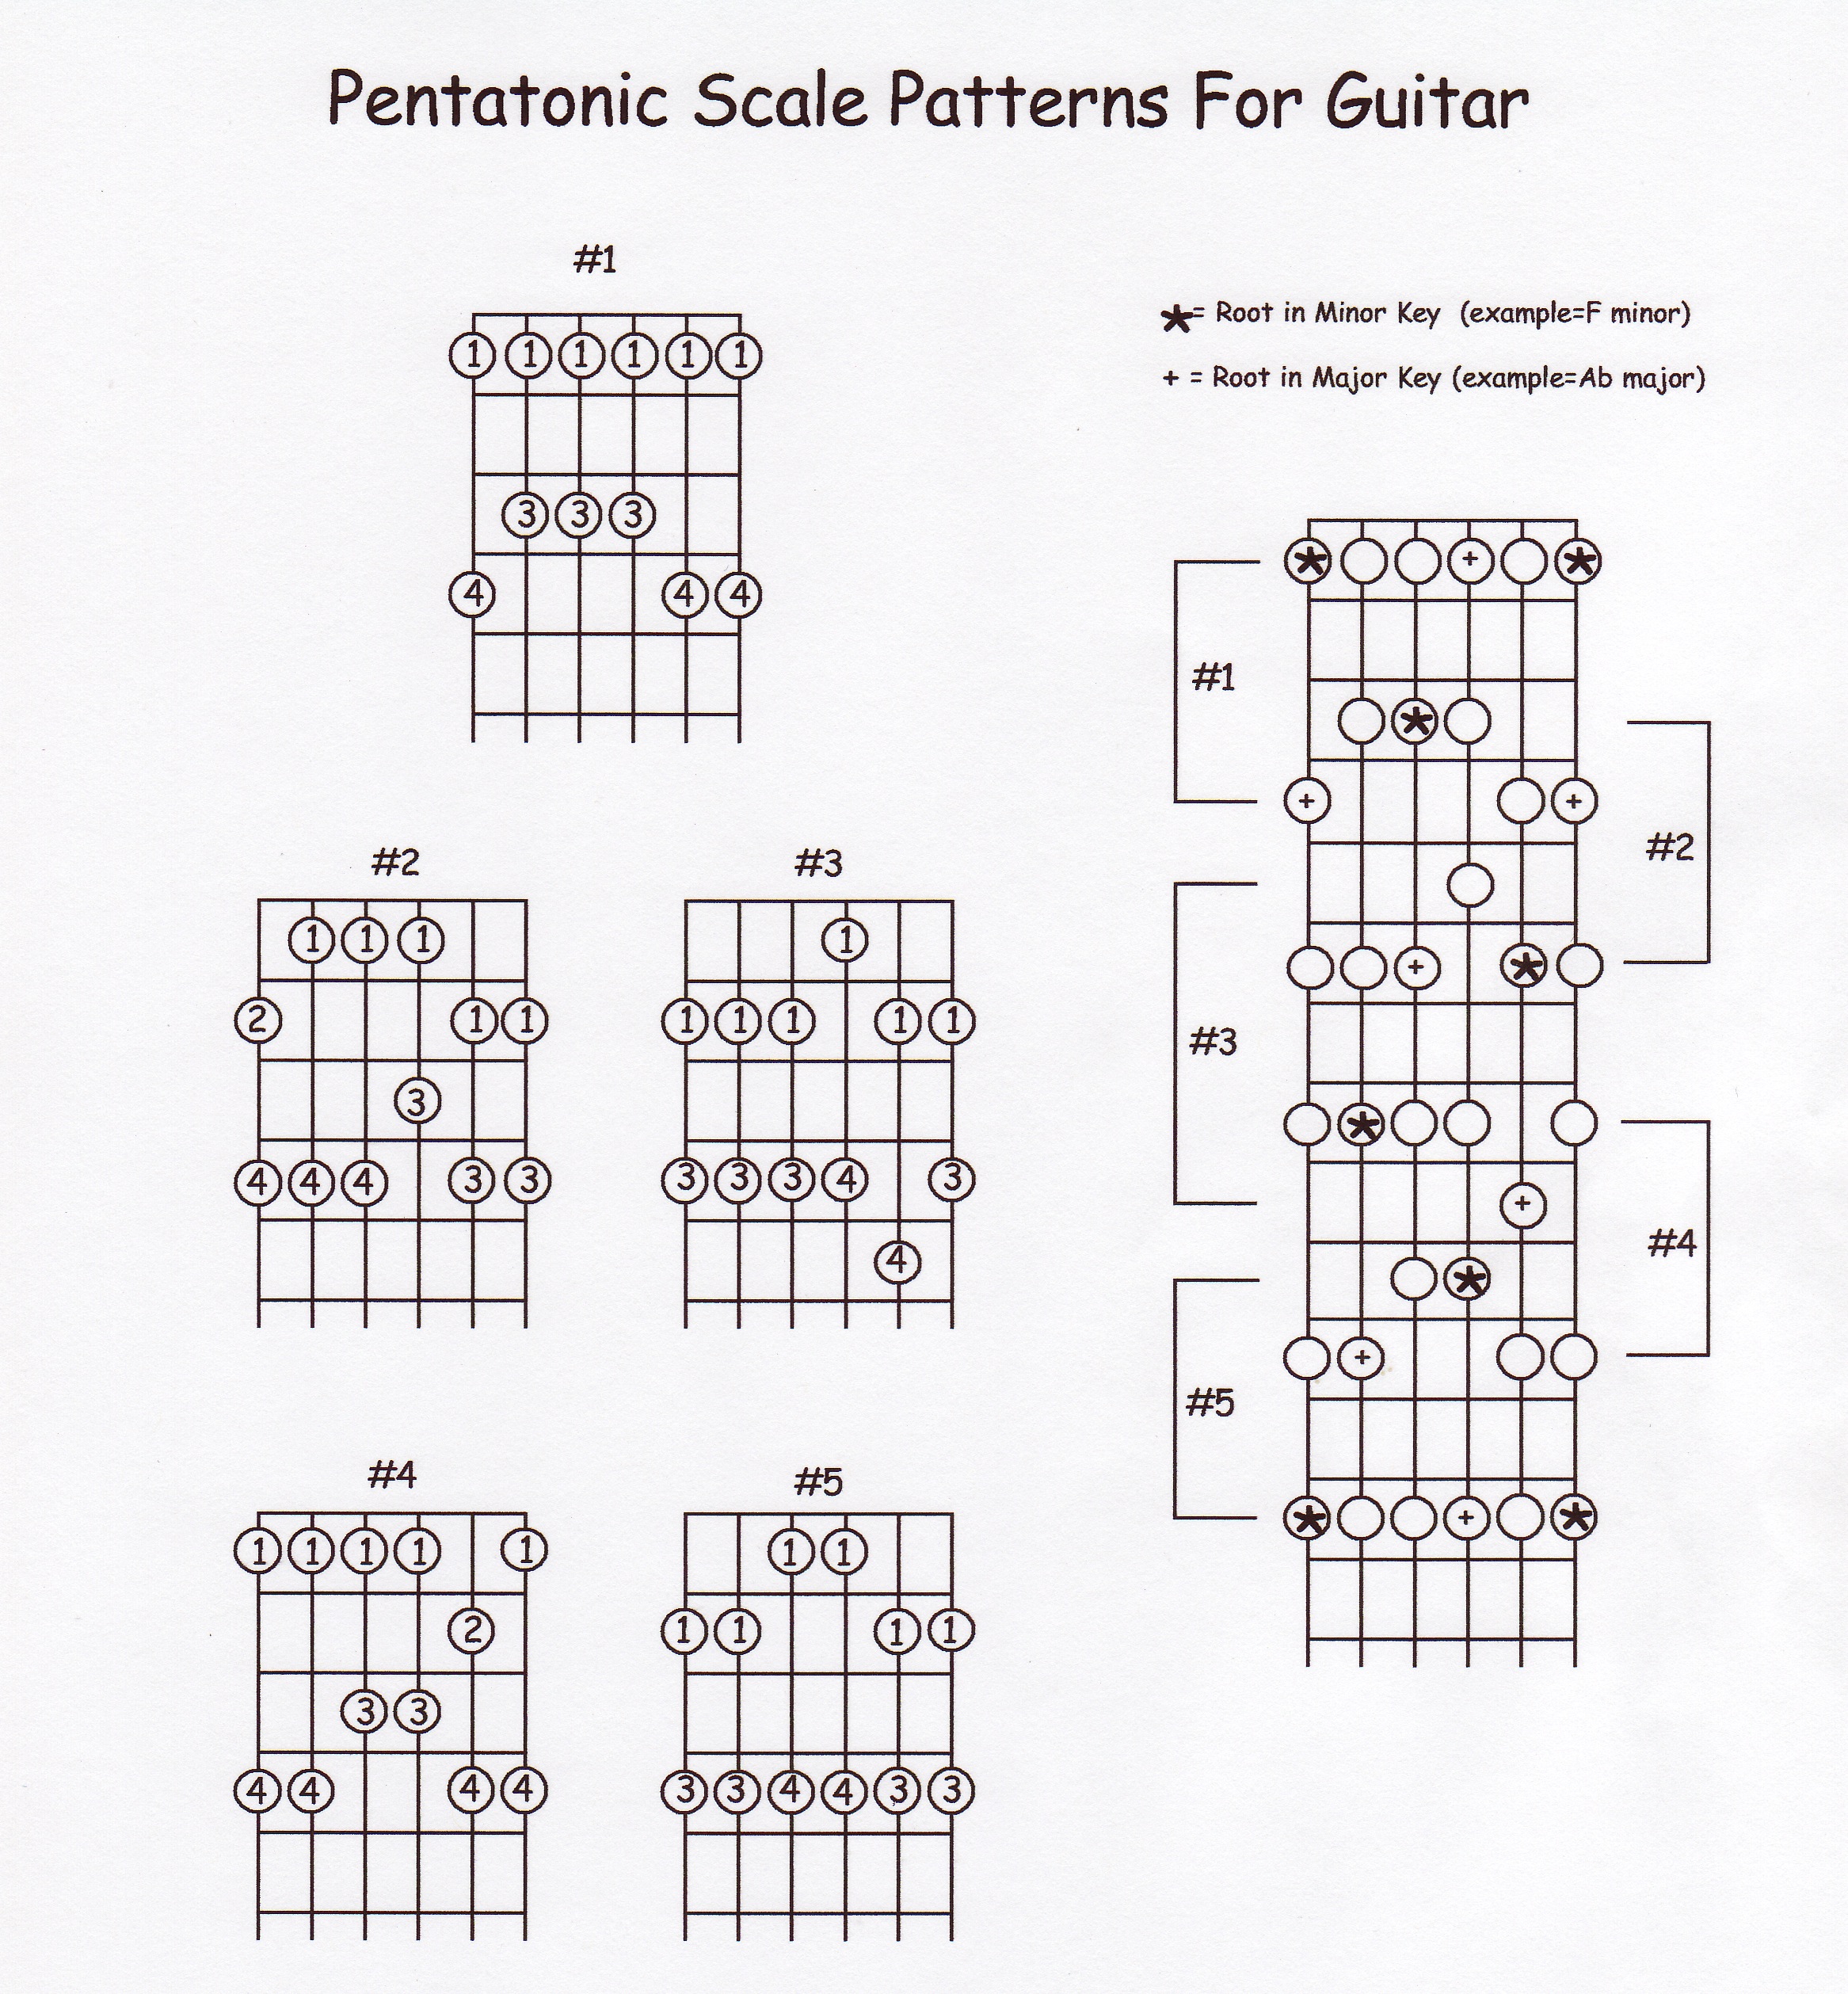 Pentatonic Scale Patterns For Guitar
#1
1 1 1 1 1 1
3 3 3
4 4 4
#2
1 1 1
2 1 1
3
4 4 4 3 3
#3
1
1 1 1 1 1
3 3 3 4 3
4
#4
1 1 1 1 1
2
3 3
4 4 4 4
#5
1 1
1 1 1 1
3 3 4 4 3 3
* = Root in Minor Key (example=F minor)
+ = Root in Major Key (example=Ab major)
* + *
#1
*
+ +
#2
+ *
#3
*
+
#4
*
+
#5
* + *